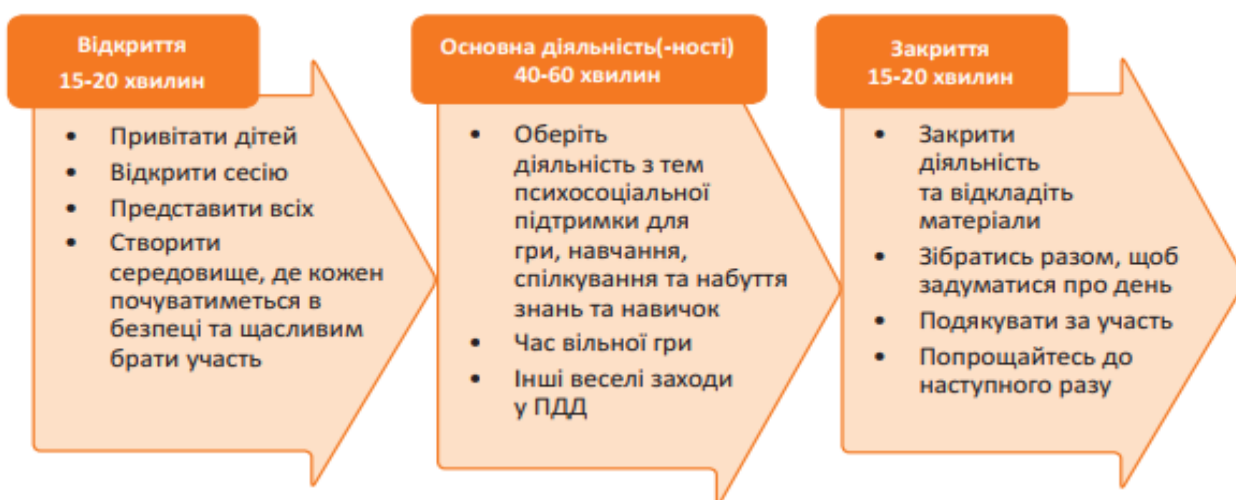 Відкриття
15-20 хвилин
• Привітати дітей
• Відкрити сесію
• Представити всіх
• Створити
середовище, де кожен
почуватиметься в
безпеці та щасливим
брати участь
Основна діяльність(-ності)
40-60 хвилин
• Оберіть
діяльність з тем
психосоціальної
підтримки для
гри, навчання,
спілкування та набуття
знань та навичок
• Час вільної гри
• Інші веселі заходи
у ПДД
Закриття
15-20 хвилин
• Закрити
діяльність
та відкладіть
матеріали
• Зібратись разом, щоб
задуматися про день
• Подякувати за участь
• Попрощайтесь до
наступного разу